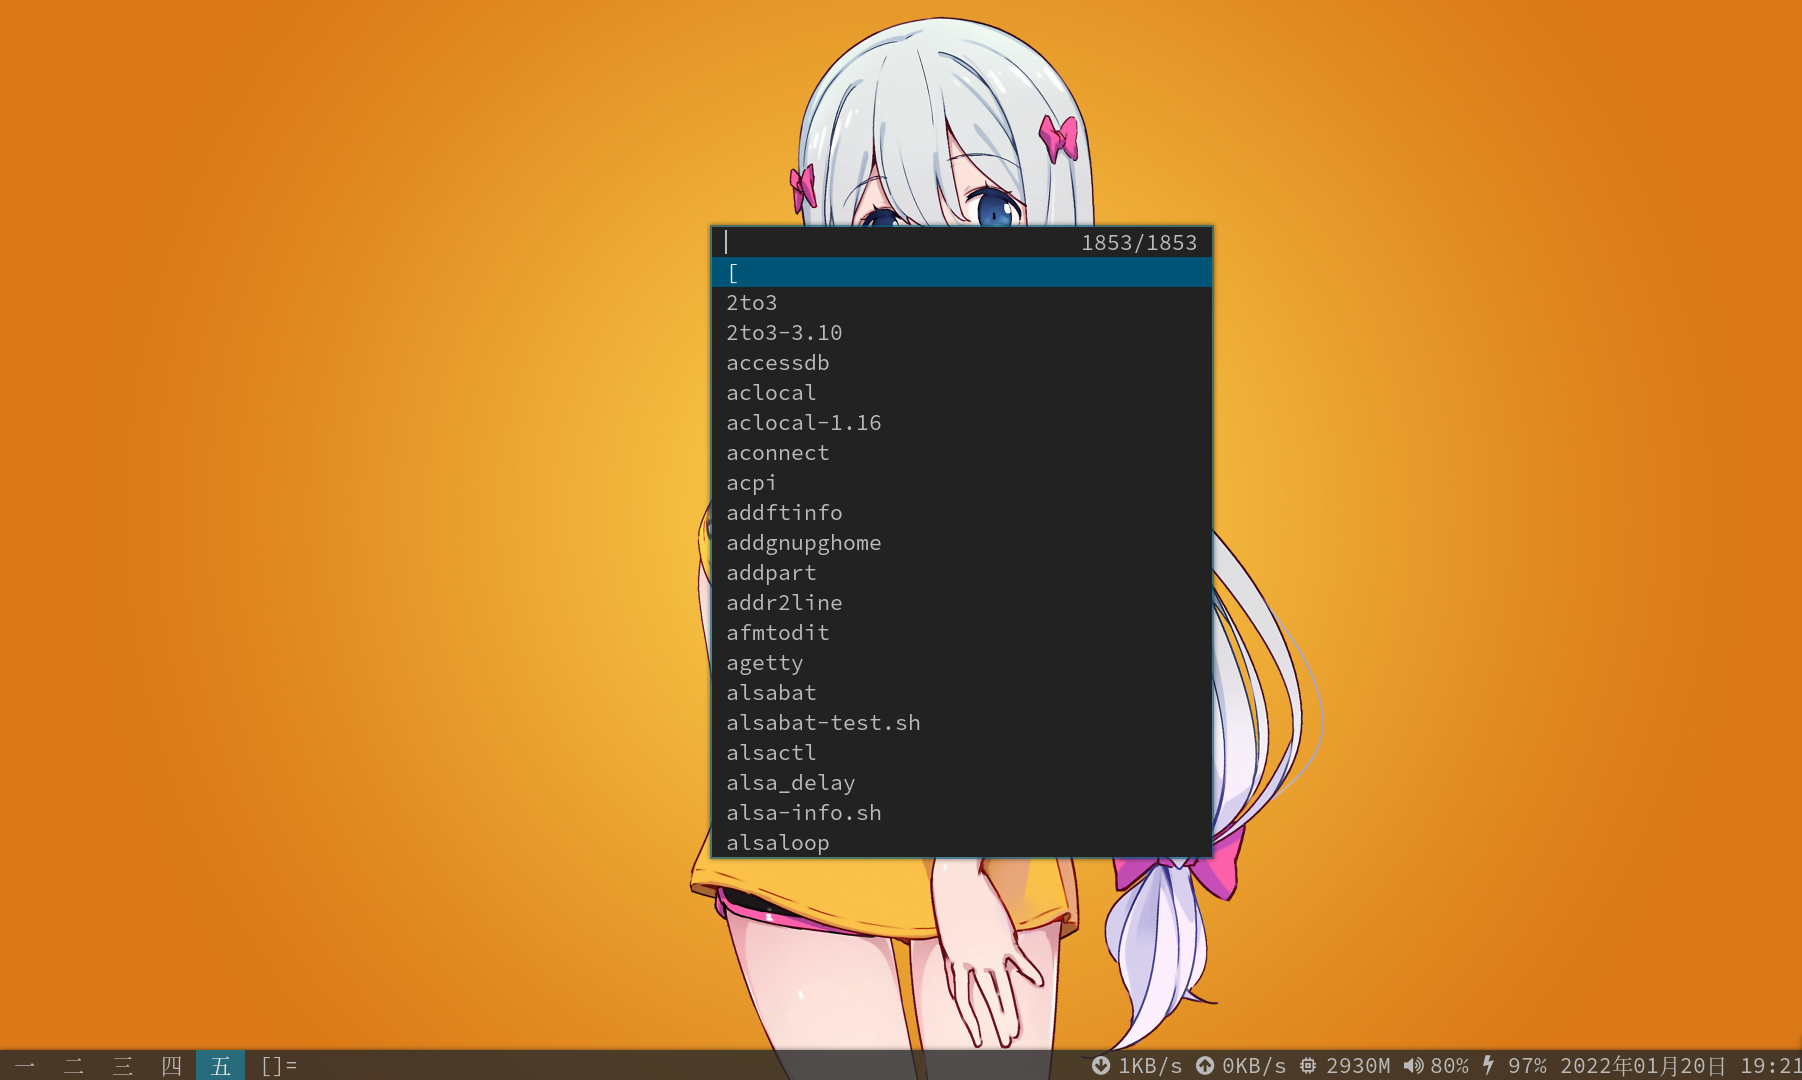 1853/1853
[
2to3
2to3-3.10
accessdb
aclocal
aclocal-1.16
aconnect
acpi
addftinfo
addgnupghome
addpart
addr2line
afmtodit
agetty
alsabat
alsabat-test.sh
alsactl
alsa_delay
alsa-info.sh
alsaloop
一 二 三 四 五 []= 1KB/s 0KB/s 2930M 80% 97% 2022年01月20日 19:21